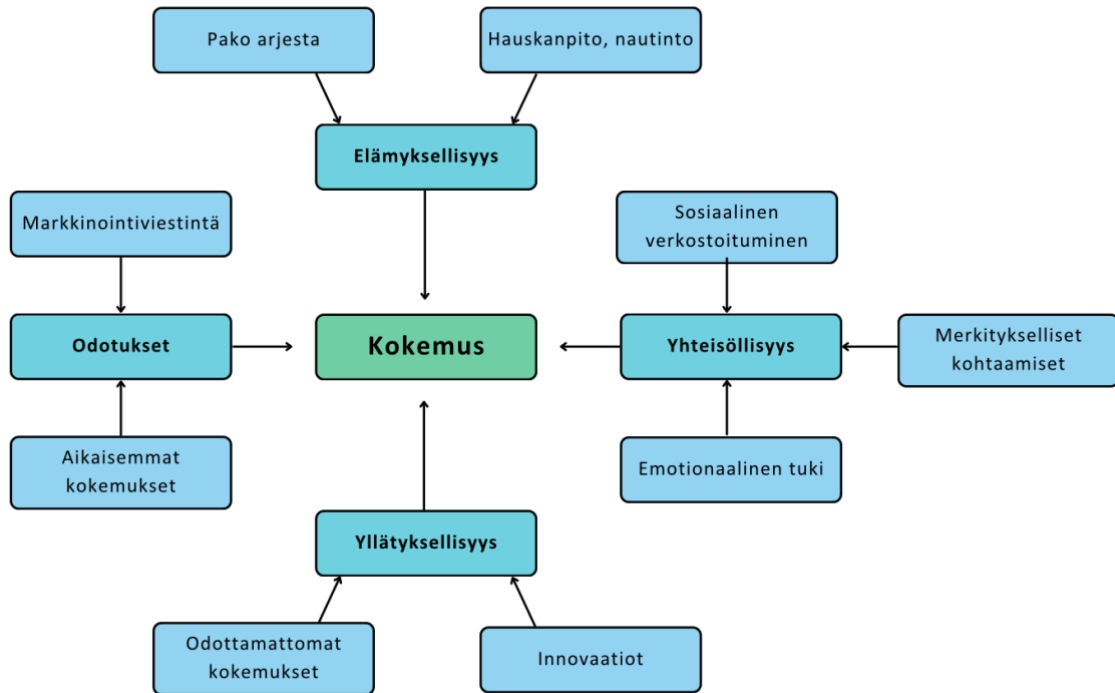 Pako arjesta
Hauskanpito, nautinto
Elämyksellisyys
Markkinointiviestintä
Sosiaalinen
verkostoituminen
Odotukset
Kokemus
Yhteisöllisyys
Merkitykselliset
kohtaamiset
Aikaisemmat
kokemukset
Emotionaalinen tuki
Yllätyksellisyys
Odottamattomat
kokemukset
Innovaatiot